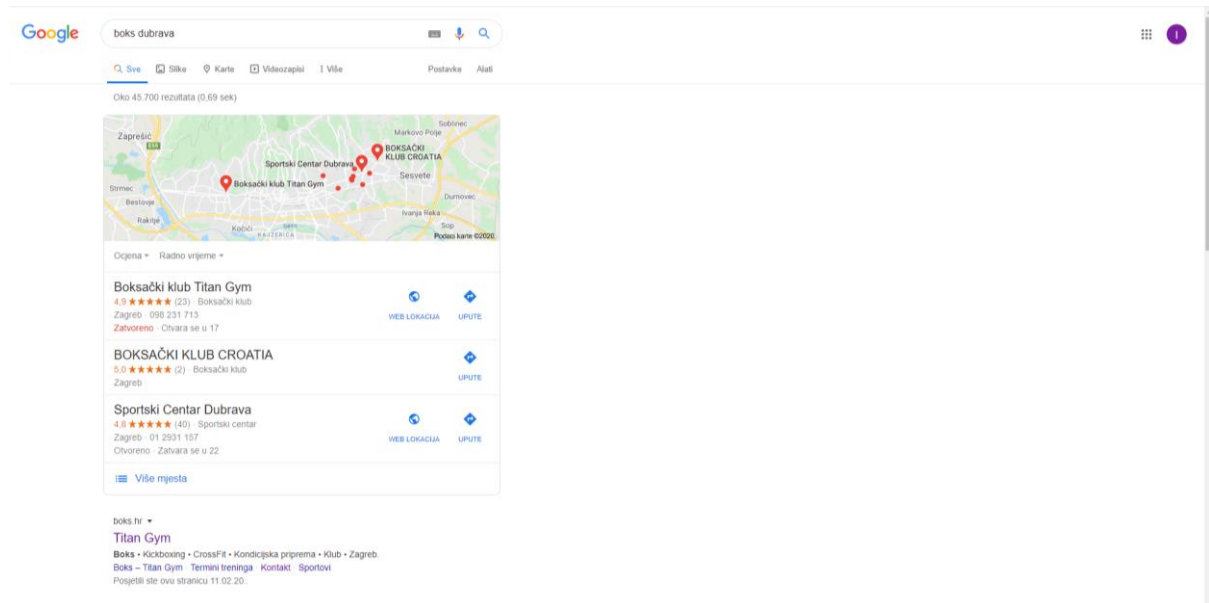 Google
boks dubrava
I
Sve Slike Karte Videozapisi Više Postavke Alati
Oko 45.700 rezultata (0,69 sek)
Soblinec
Markovo Polje
Zaprešić
BOKSAČKI
KLUB CROATIA
Sportski Centar Dubrava
Sesvete
Boksački klub Titan Gym
Strmec
Bestovje
Dumovec
Rakitje
Ivanja Reka
Kočići
Sop
Podaci karte ©2020
Ocjena Radno vrijeme
Boksački klub Titan Gym
4,9 (23) · Boksački klub
Zagreb · 098 231 713
Zatvoreno · Otvara se u 17
WEB LOKACIJA UPUTE
BOKSAČKI KLUB CROATIA
5,0 (2) · Boksački klub
Zagreb
UPUTE
Sportski Centar Dubrava
4,8 (40) · Sportski centar
Zagreb · 01 2931 157
Otvoreno · Zatvara se u 22
WEB LOKACIJA UPUTE
Više mjesta
boks.hr
Titan Gym
Boks • Kickboxing • CrossFit • Kondicijska priprema • Klub • Zagreb.
Boks – Titan Gym · Termini treninga · Kontakt · Sportovi
Posjetili ste ovu stranicu 11.02.20.